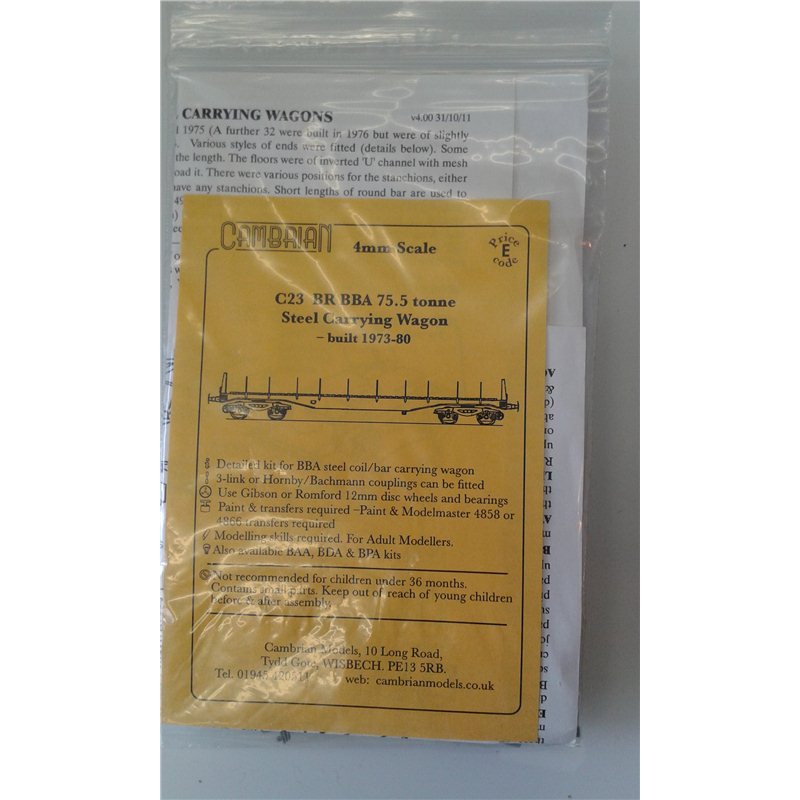 CARRYING WAGONS
v4.00 31/10/11
1975 (A further 32 were built in 1976 but were of slightly
Various styles of ends were fitted (details below). Some
the length. The floors were of inverted 'U' channel with mesh
oad it. There were various positions for the stanchions, either
have any stanchions. Short lengths of round bar are used to
CAMBRIAN
4mm Scale
Price
E
code
C23 BR BBA 75.5 tonne
Steel Carrying Wagon
– built 1973-80
Detailed kit for BBA steel coil/bar carrying wagon
3-link or Hornby/Bachmann couplings can be fitted
Use Gibson or Romford 12mm disc wheels and bearings
Paint & transfers required –Paint & Modelmaster 4858 or
4866 transfers required
Modelling skills required. For Adult Modellers.
Also available BAA, BDA & BPA kits
Not recommended for children under 36 months.
Contains small parts. Keep out of reach of young children
before & after assembly.
Cambrian Models, 10 Long Road,
Tydd Gote, WISBECH. PE13 5RB.
Tel. 01945 420511
web: cambrianmodels.co.uk